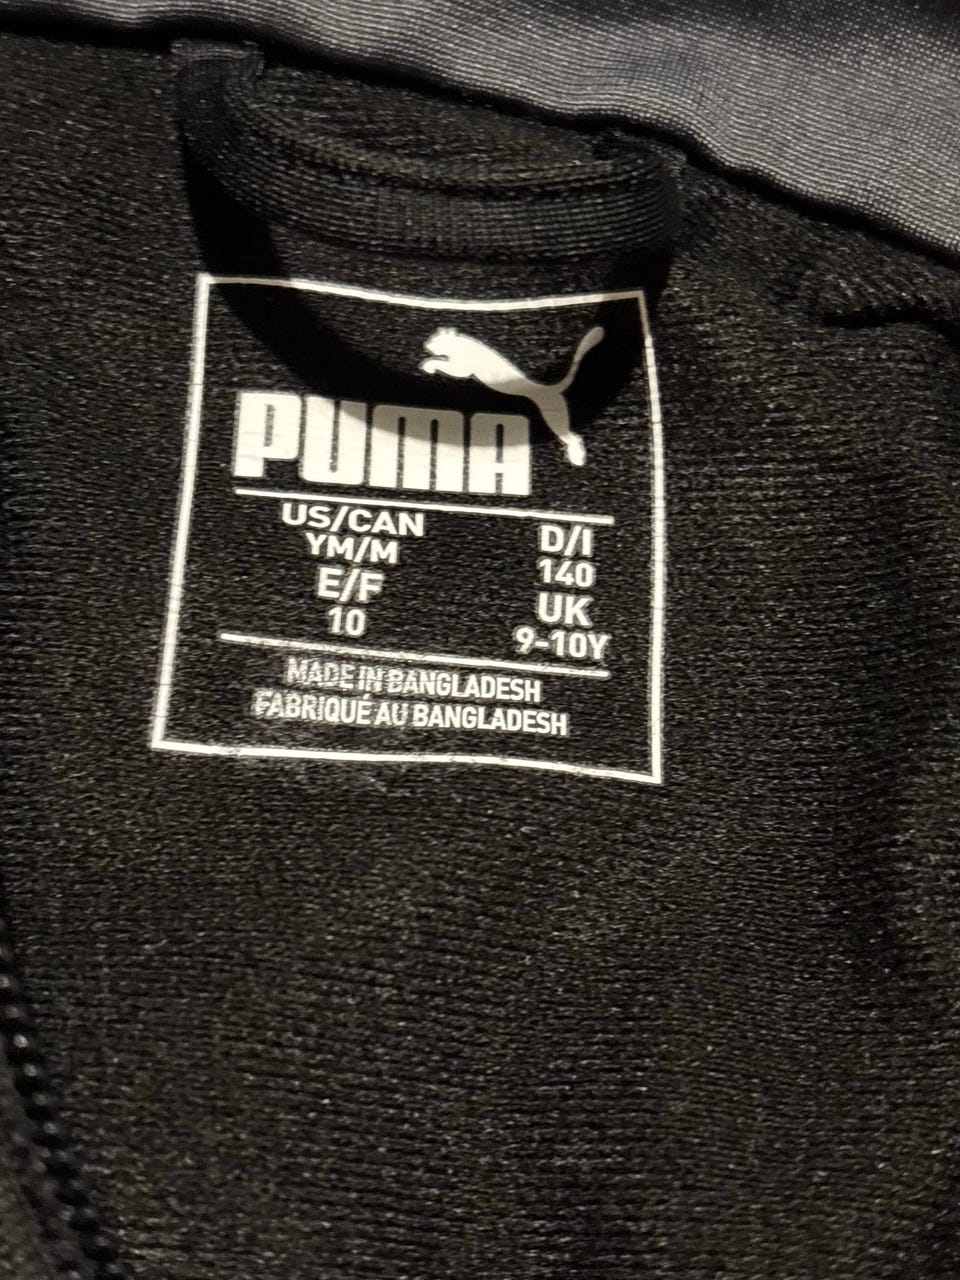 PUMA
US/CAN
YM/M
E/F
10
D/I
140
UK
9-10Y
MADE IN BANGLADESH
FABRIQUÉ AU BANGLADESH